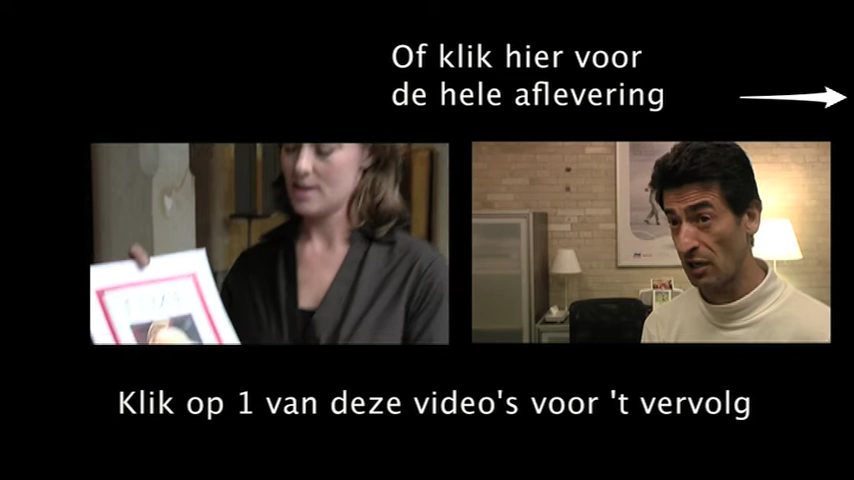 Of klik hier voor
de hele aflevering
Klik op 1 van deze video's voor 't vervolg